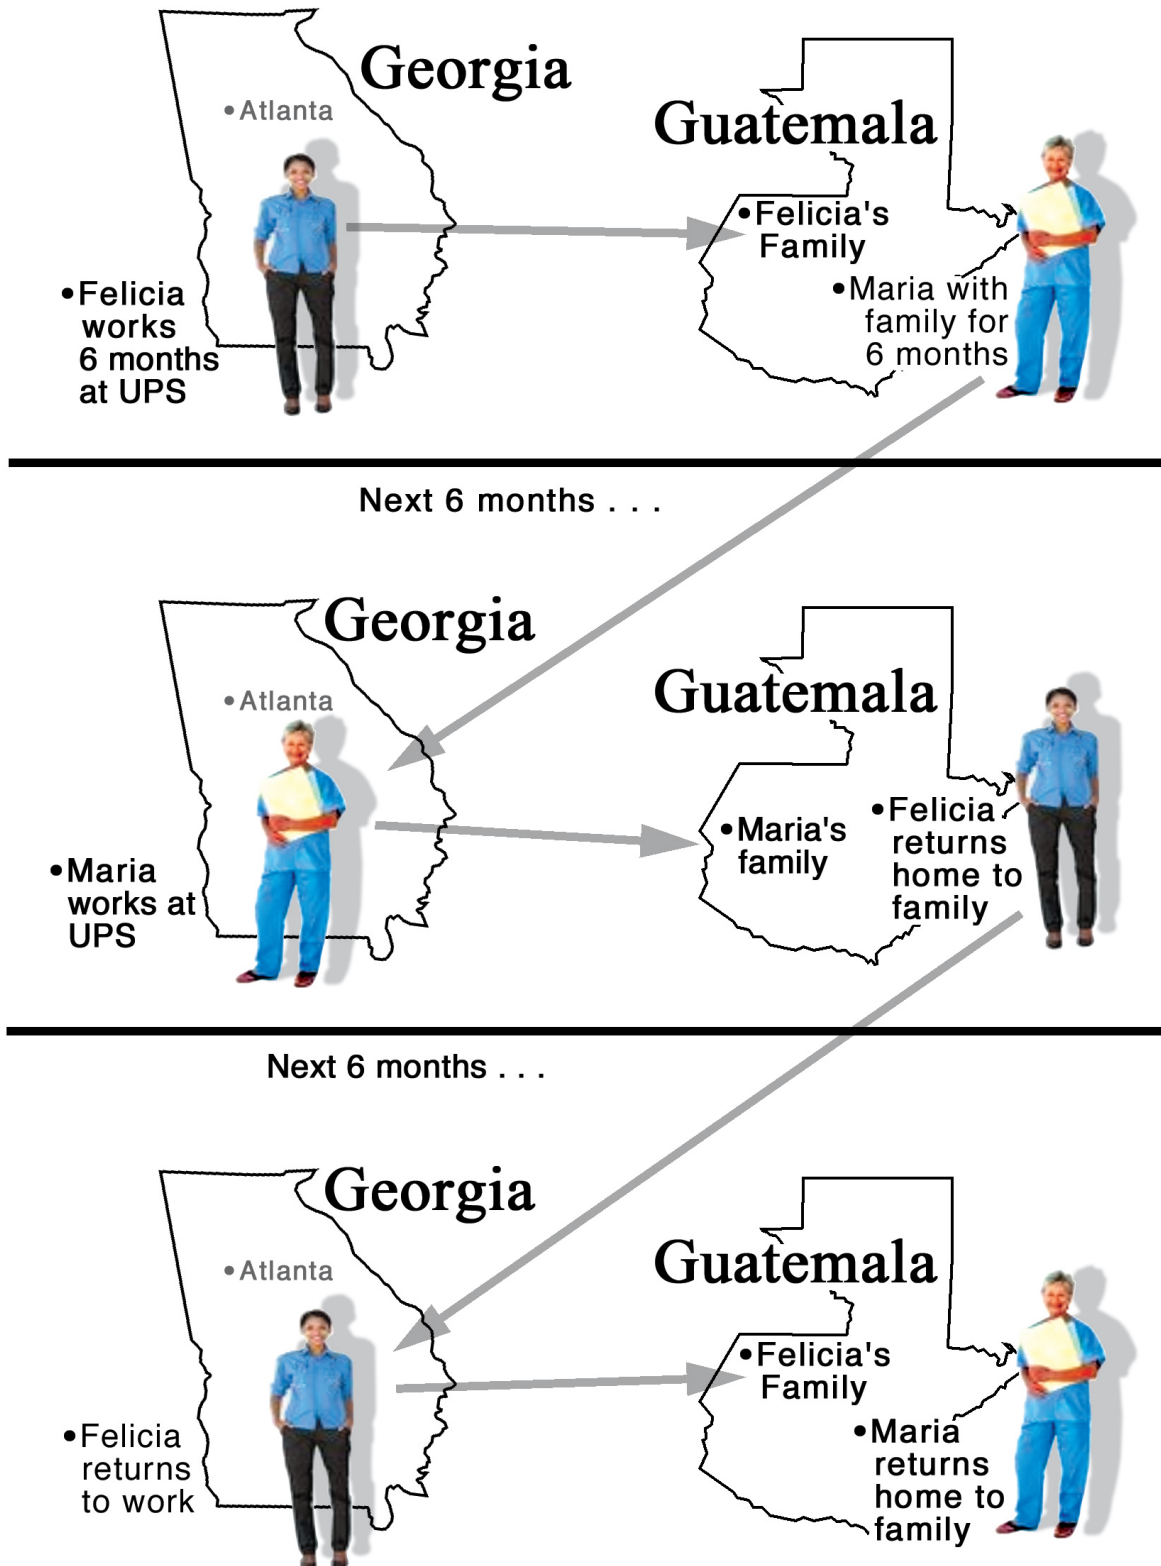 Georgia
•Atlanta
Guatemala
•Felicia's
Family
•Felicia
works
6 months
at UPS
•Maria with
family for
6 months
Next 6 months . . .
Georgia
•Atlanta
Guatemala
•Maria's
family
•Felicia
returns
home to
family
•Maria
works at
UPS
Next 6 months . . .
Georgia
•Atlanta
Guatemala
•Felicia's
Family
•Felicia
returns
to work
•Maria
returns
home to
family